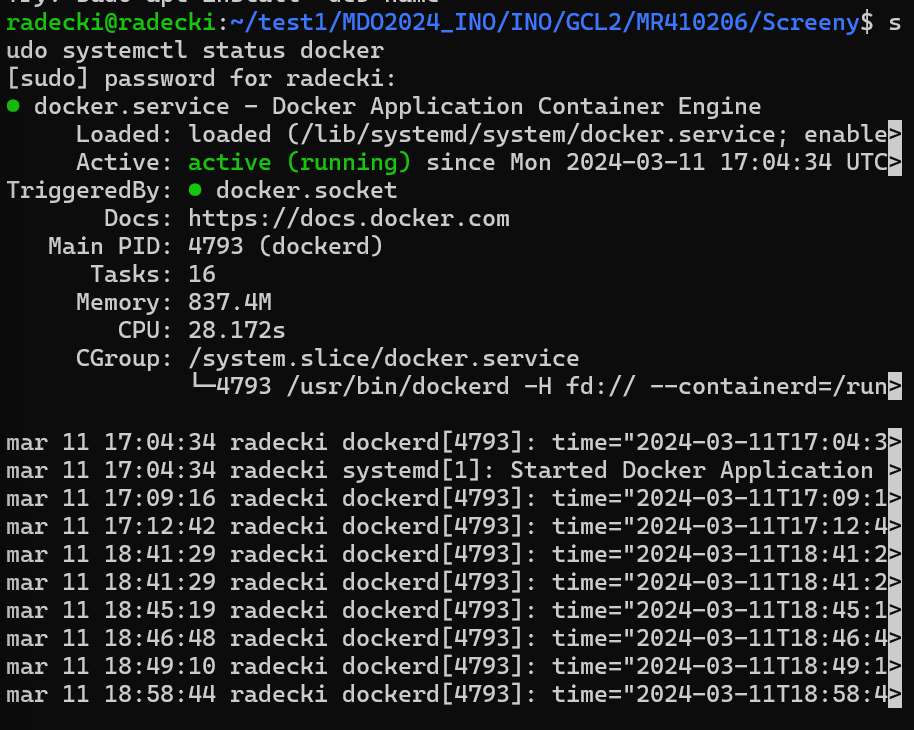 radecki@radecki:~/test1/MDO2024_INO/INO/GCL2/MR410206/Screeny$ s
udo systemctl status docker
[sudo] password for radecki:
● docker.service - Docker Application Container Engine
     Loaded: loaded (/lib/systemd/system/docker.service; enable>
     Active: active (running) since Mon 2024-03-11 17:04:34 UTC>
TriggeredBy: ● docker.socket
       Docs: https://docs.docker.com
   Main PID: 4793 (dockerd)
      Tasks: 16
     Memory: 837.4M
        CPU: 28.172s
     CGroup: /system.slice/docker.service
             └─4793 /usr/bin/dockerd -H fd:// --containerd=/run>

mar 11 17:04:34 radecki dockerd[4793]: time="2024-03-11T17:04:3>
mar 11 17:04:34 radecki systemd[1]: Started Docker Application >
mar 11 17:09:16 radecki dockerd[4793]: time="2024-03-11T17:09:1>
mar 11 17:12:42 radecki dockerd[4793]: time="2024-03-11T17:12:4>
mar 11 18:41:29 radecki dockerd[4793]: time="2024-03-11T18:41:2>
mar 11 18:41:29 radecki dockerd[4793]: time="2024-03-11T18:41:2>
mar 11 18:45:19 radecki dockerd[4793]: time="2024-03-11T18:45:1>
mar 11 18:46:48 radecki dockerd[4793]: time="2024-03-11T18:46:4>
mar 11 18:49:10 radecki dockerd[4793]: time="2024-03-11T18:49:1>
mar 11 18:58:44 radecki dockerd[4793]: time="2024-03-11T18:58:4>